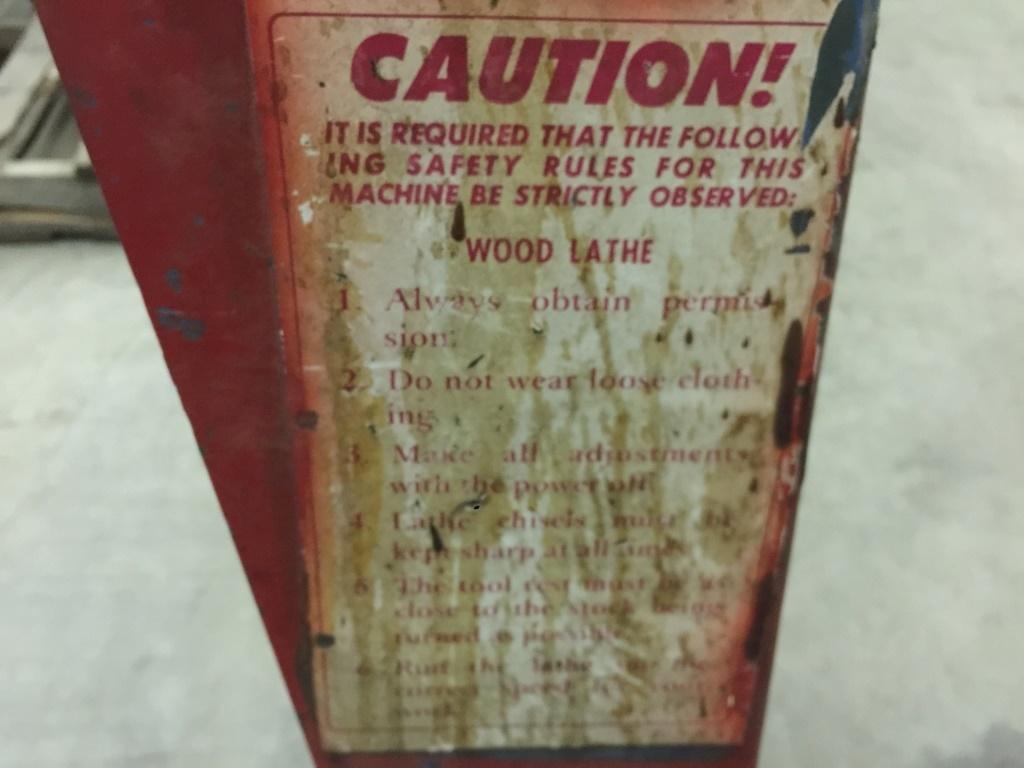 CAUTION!
IT IS REQUIRED THAT THE FOLLOW-
ING SAFETY RULES FOR THIS
MACHINE BE STRICTLY OBSERVED:
WOOD LATHE
1. Always obtain permis-
sion.
2. Do not wear loose cloth-
ing.
3. Make all adjustments
with the power off.
4. Lathe chisels must be
kept sharp at all times.
5. The tool rest must be as
close to the stock being
turned as possible.
6. Run the lathe the
correct speed